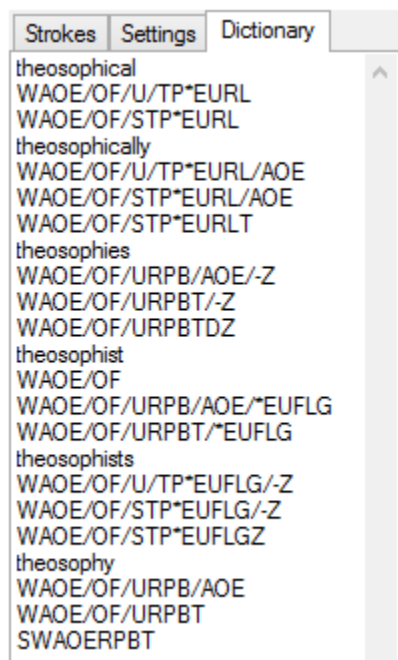 Strokes Settings Dictionary
theosophical
WAOE/OF/U/TP*EURL
WAOE/OF/STP*EURL
theosophically
WAOE/OF/U/TP*EURL/AOE
WAOE/OF/STP*EURL/AOE
WAOE/OF/STP*EURLT
theosophies
WAOE/OF/URPB/AOE/-Z
WAOE/OF/URPBT/-Z
WAOE/OF/URPBTDZ
theosophist
WAOE/OF
WAOE/OF/URPB/AOE/*EUFLG
WAOE/OF/URPBT/*EUFLG
theosophists
WAOE/OF/U/TP*EUFLG/-Z
WAOE/OF/STP*EUFLG/-Z
WAOE/OF/STP*EUFLGZ
theosophy
WAOE/OF/URPB/AOE
WAOE/OF/URPBT
SWAOERPBT